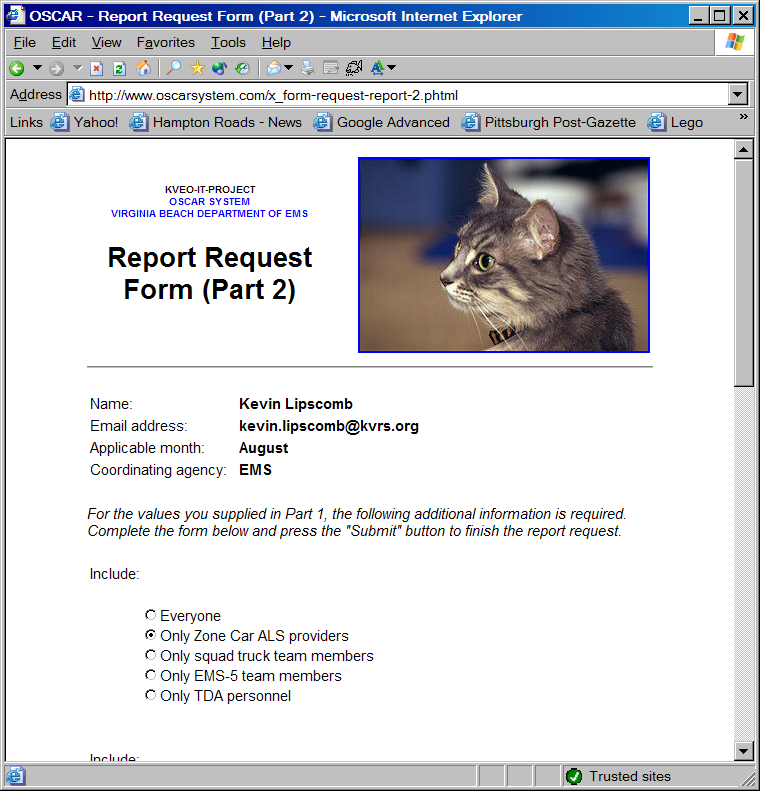 OSCAR - Report Request Form (Part 2) - Microsoft Internet Explorer
File Edit View Favorites Tools Help
Address http://www.oscarsystem.com/x_form-request-report-2.phtml
Links Yahoo! Hampton Roads - News Google Advanced Pittsburgh Post-Gazette Lego »
KVEO-IT-PROJECT
OSCAR SYSTEM
VIRGINIA BEACH DEPARTMENT OF EMS
Report Request
Form (Part 2)
Name: Kevin Lipscomb
Email address: kevin.lipscomb@kvrs.org
Applicable month: August
Coordinating agency: EMS
For the values you supplied in Part 1, the following additional information is required.
Complete the form below and press the "Submit" button to finish the report request.
Include:
Everyone
Only Zone Car ALS providers
Only squad truck team members
Only EMS-5 team members
Only TDA personnel
Include:
Trusted sites